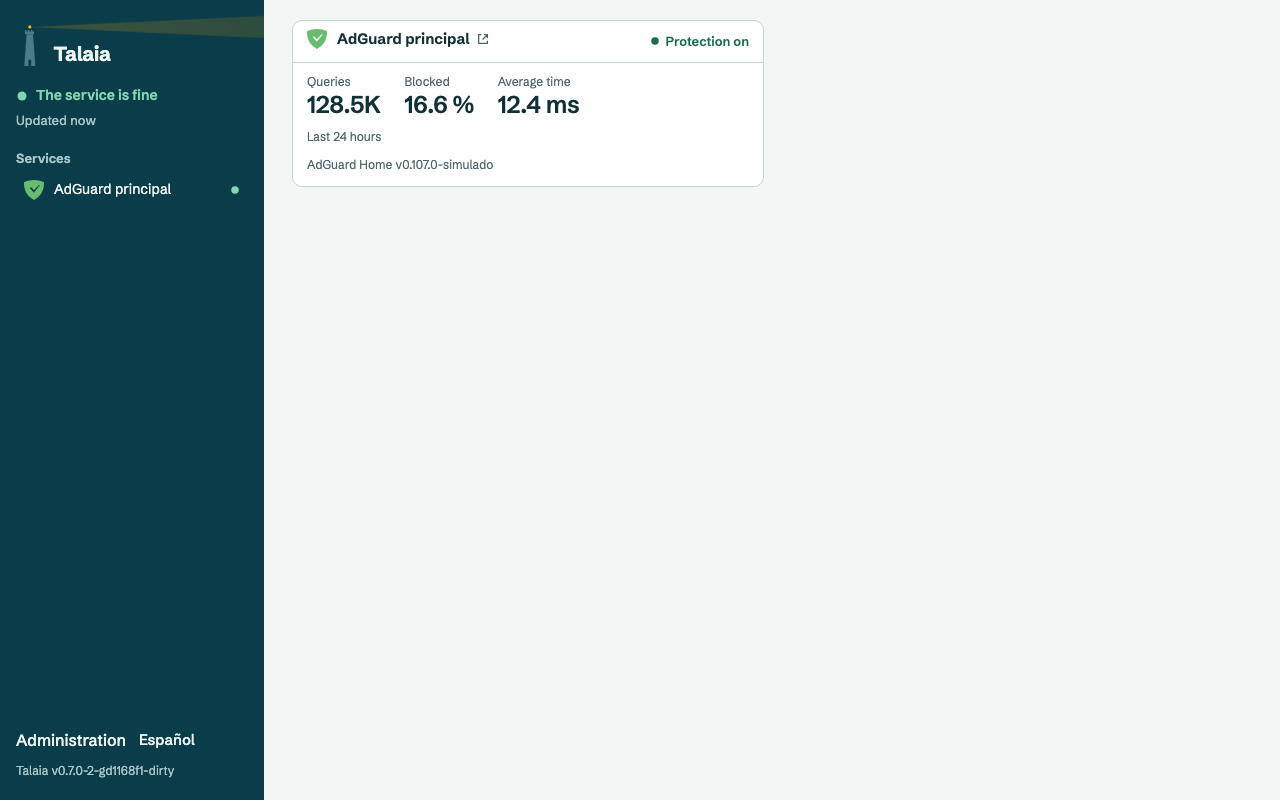 Talaia
The service is fine
Updated now
Services
AdGuard principal
Administration Español
Talaia v0.7.0-2-gd1168f1-dirty
AdGuard principal
Protection on
Queries Blocked Average time
128.5K 16.6 % 12.4 ms
Last 24 hours
AdGuard Home v0.107.0-simulado